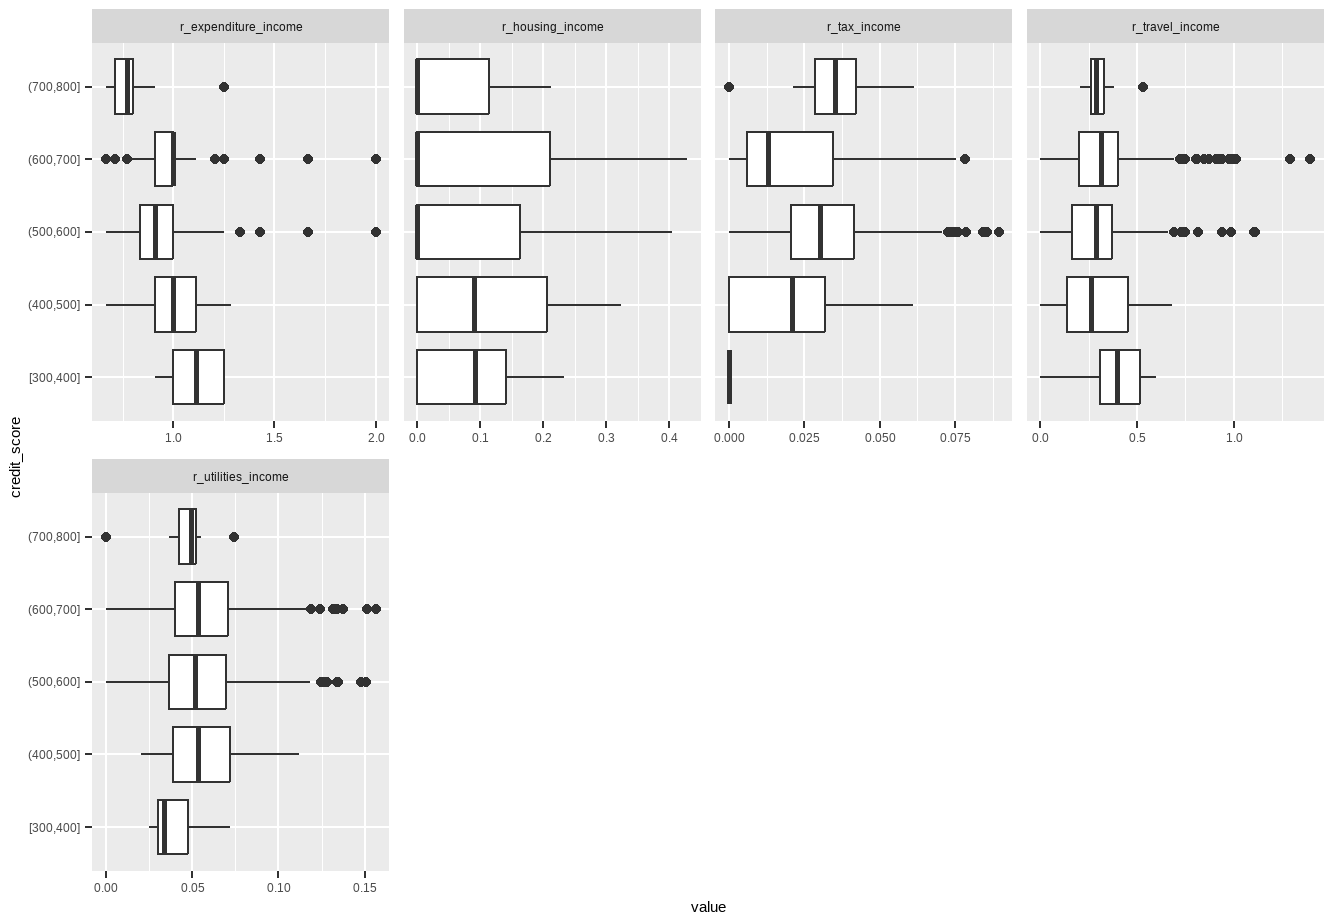 r_expenditure_income
r_housing_income
r_tax_income
r_travel_income
(700,800]
(600,700]
(500,600]
(400,500]
[300,400]
1.0 1.5 2.0
0.0 0.1 0.2 0.3 0.4
0.000 0.025 0.050 0.075
0.0 0.5 1.0
credit_score
r_utilities_income
(700,800]
(600,700]
(500,600]
(400,500]
[300,400]
0.00 0.05 0.10 0.15
value